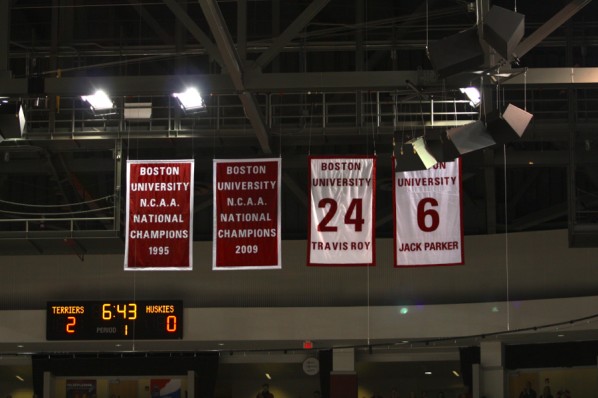 BOSTON
UNIVERSITY
N.C.A.A.
NATIONAL
CHAMPIONS
1995
BOSTON
UNIVERSITY
N.C.A.A.
NATIONAL
CHAMPIONS
2009
BOSTON
UNIVERSITY
24
TRAVIS ROY
UNIVERSITY
6
JACK PARKER
TERRIERS 6:43 HUSKIES
2 PERIOD 1 0